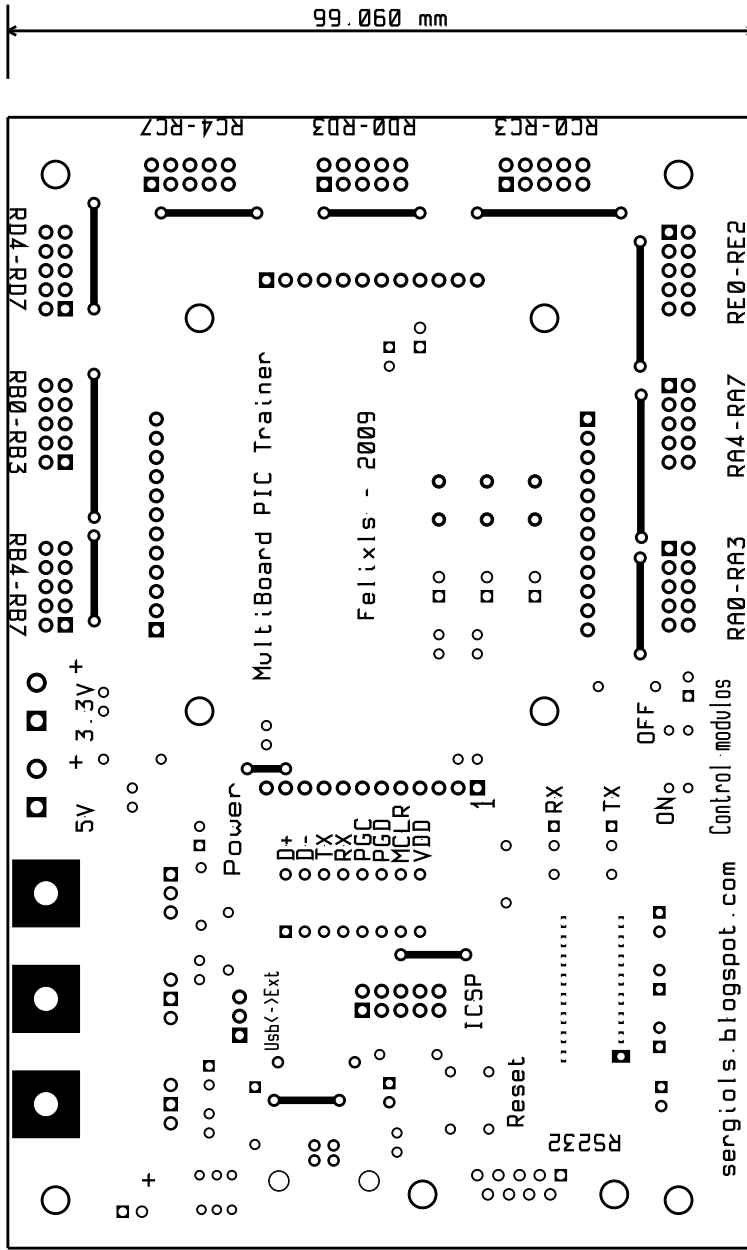 99.060 mm
RC4-RC7
RD0-RD3
RC0-RC3
RD4-RD7
RE0-RE2
RB0-RB3
RA4-RA7
RB4-RB7
RA0-RA3
MultiBoard PIC Trainer
Felixls - 2009
+
3.3V
+
5V
OFF
ON
Control modulos
Power
D+
D-
TX
RX
PGC
PGD
MCLR
VDD
1
RX
TX
Usb<->Ext
ICSP
Reset
RS232
sergiols.blogspot.com
+